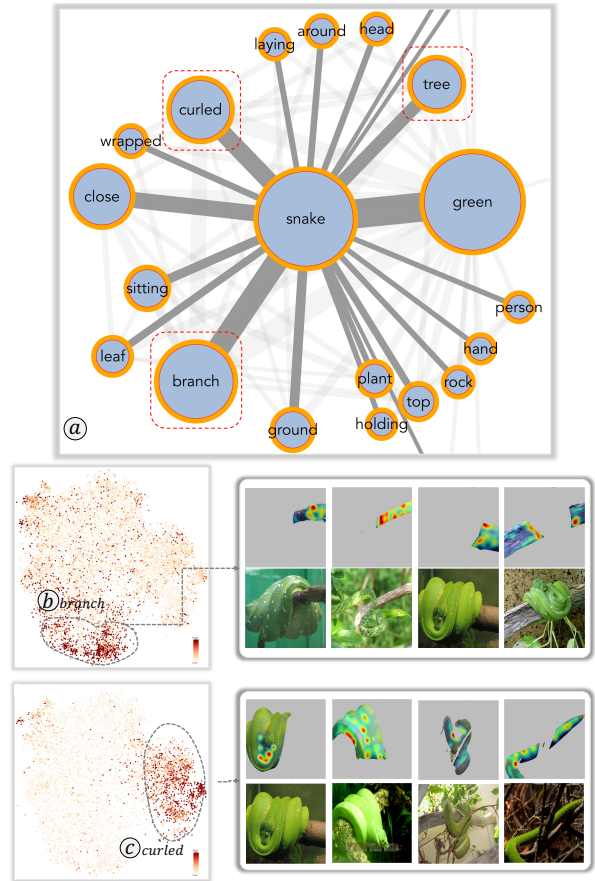 head
around
laying
tree
curled
wrapped
close
green
snake
sitting
person
leaf
hand
branch
plant
rock
top
ground
holding
a
b branch
c curled